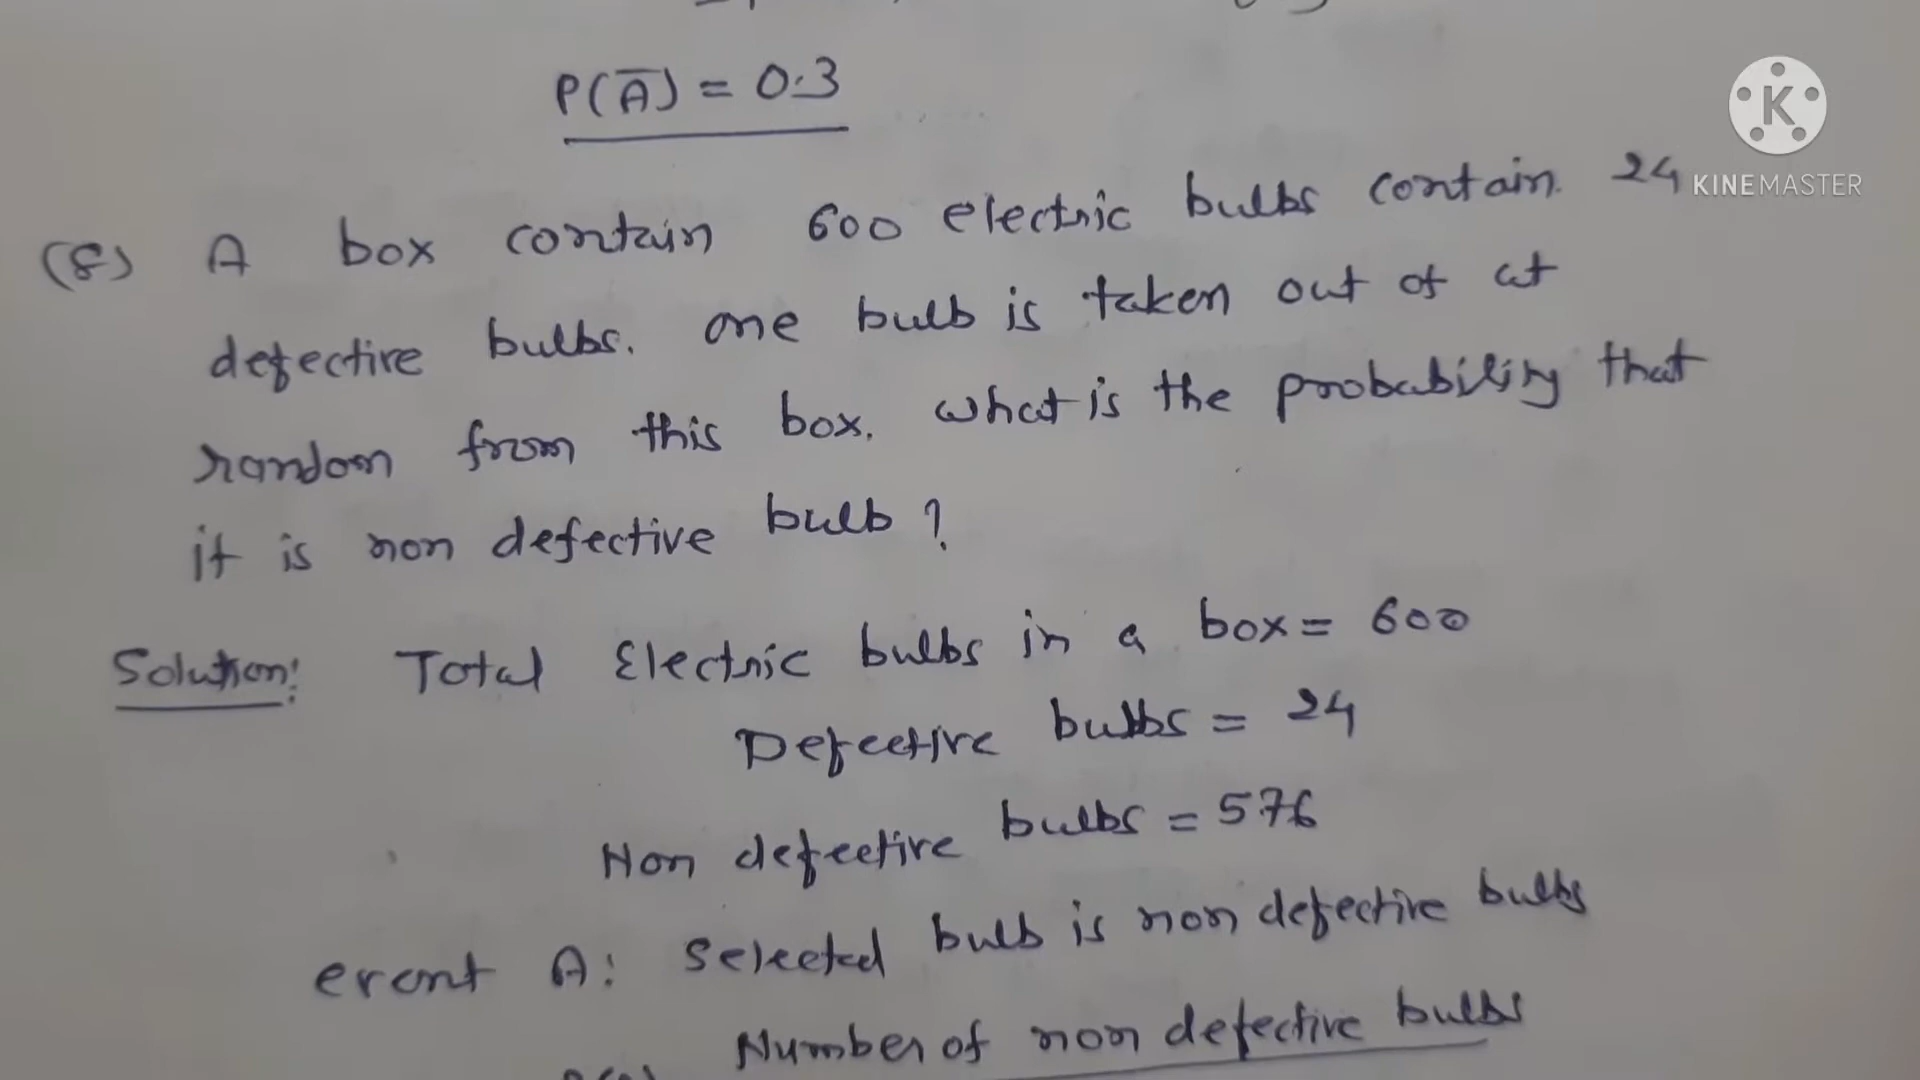 P(A̅) = 0.3
K
KINEMASTER
(8) A box contain 600 electric bulbs contain 24
defective bulbs. one bulb is taken out of at
random from this box. what is the probability that
it is non defective bulb ?
Solution: Total Electric bulbs in a box = 600
Defective bulbs = 24
Non defective bulbs = 576
event A: Selected bulb is non defective bulbs
Number of non defective bulbs